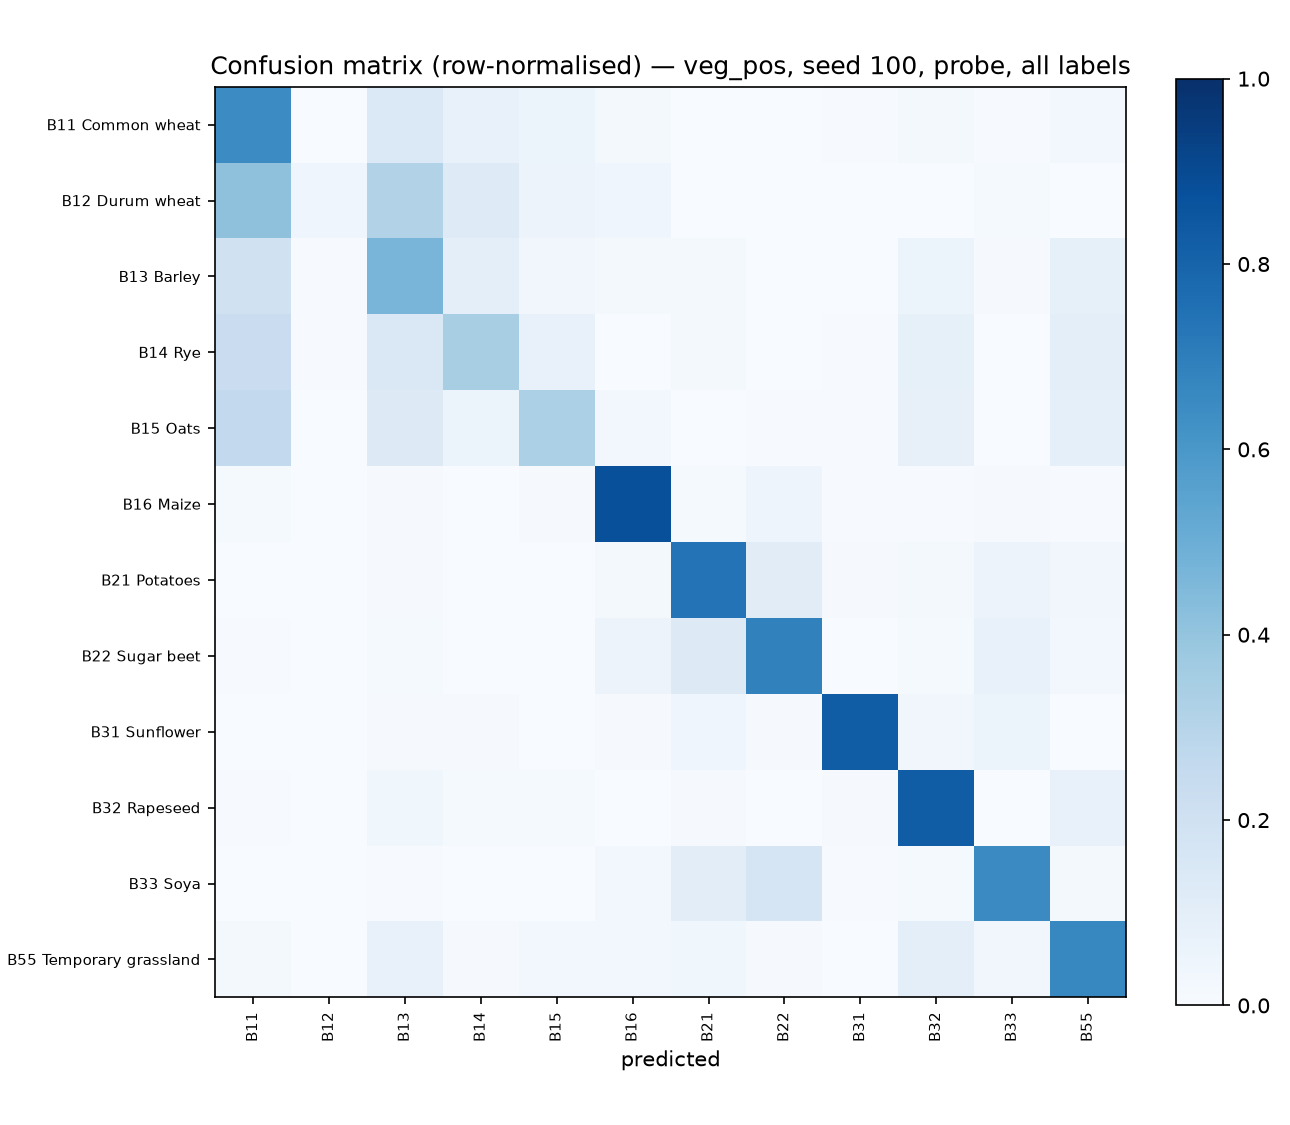 Confusion matrix (row-normalised) — veg_pos, seed 100, probe, all labels
B11 Common wheat
B12 Durum wheat
B13 Barley
B14 Rye
B15 Oats
B16 Maize
B21 Potatoes
B22 Sugar beet
B31 Sunflower
B32 Rapeseed
B33 Soya
B55 Temporary grassland
B11 B12 B13 B14 B15 B16 B21 B22 B31 B32 B33 B55
predicted
1.0
0.8
0.6
0.4
0.2
0.0